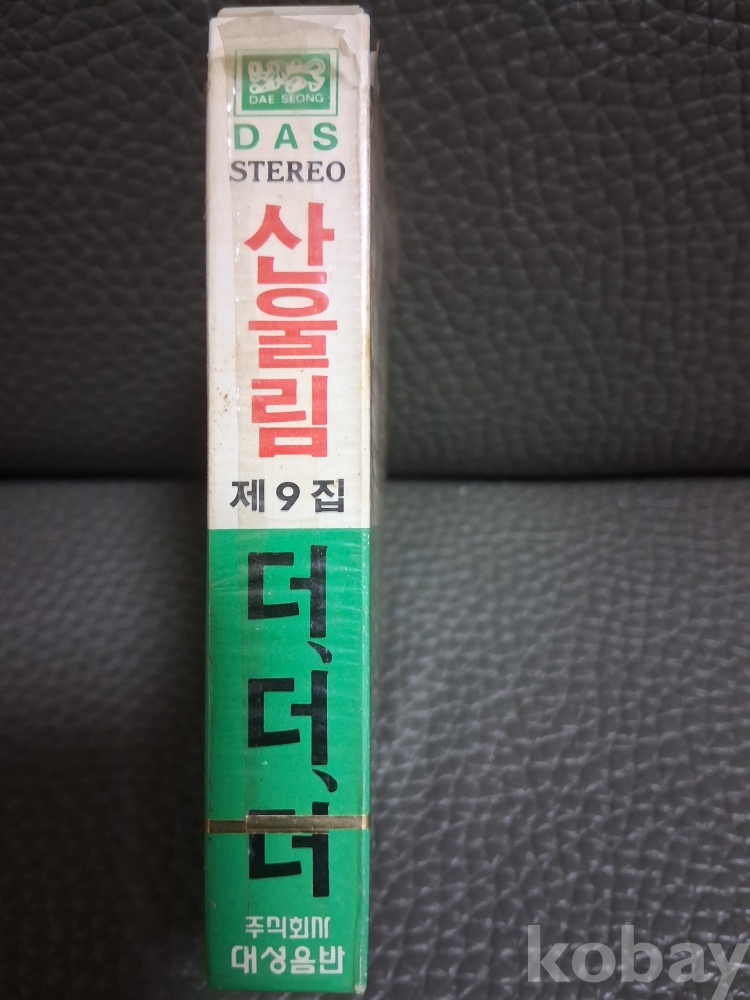 DAE SEONG
DAS
STEREO
산울림
제9집
더, 더, 더
주식회사
대성음반
kobay